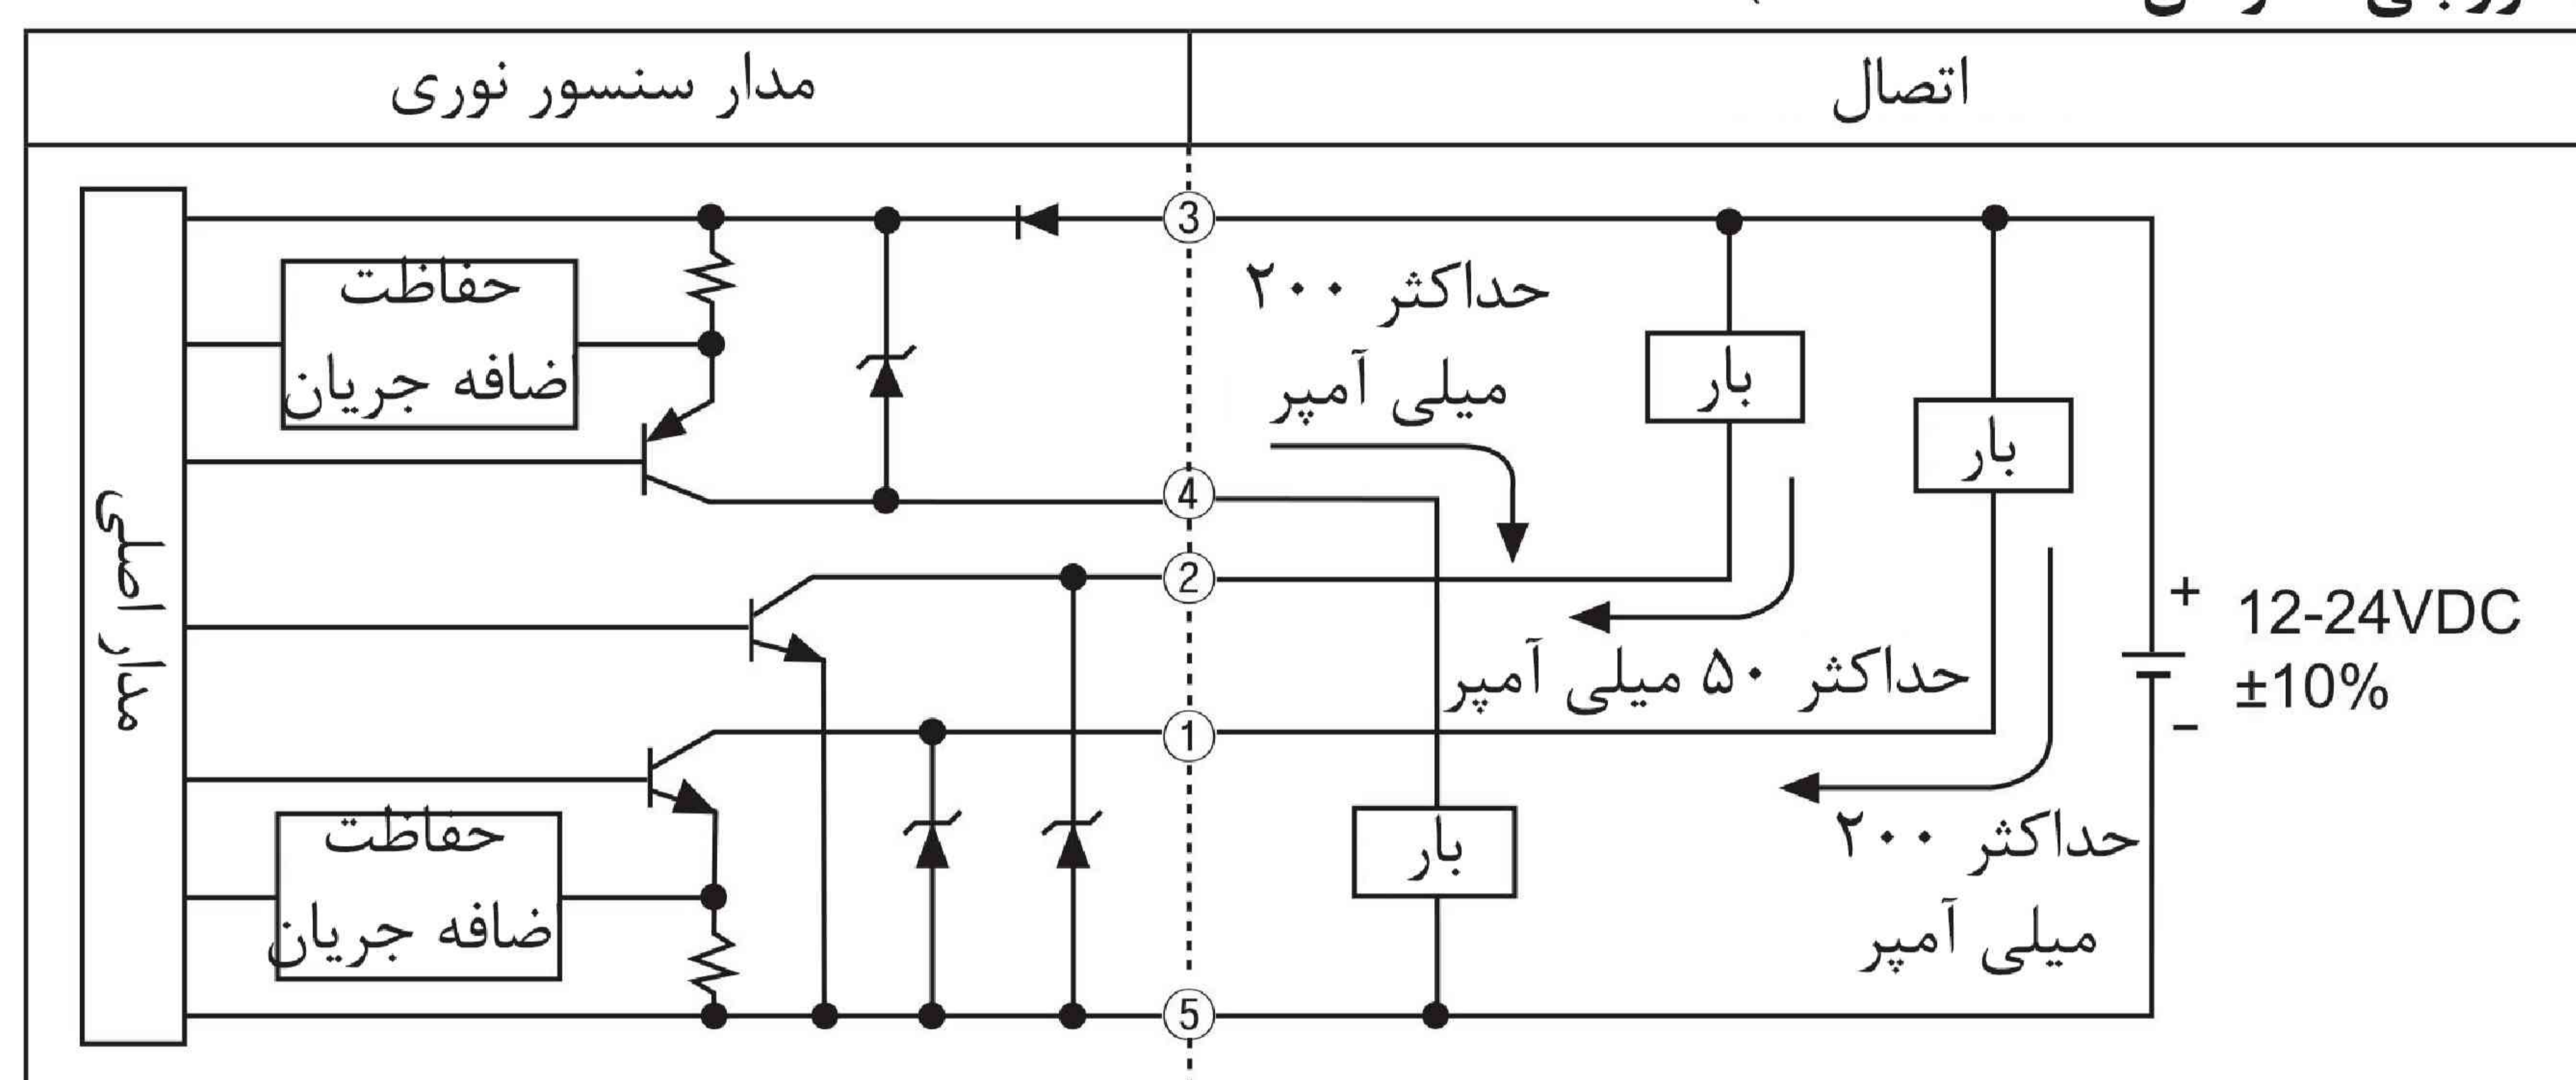 مدار سنسور نوری
اتصال
مدار اصلی
حفاظت
ضافه جریان
حفاظت
ضافه جریان
3
4
2
1
5
حداکثر ۲۰۰
میلی آمپر
بار
بار
حداکثر ۵۰ میلی آمپر
بار
حداکثر ۲۰۰
میلی آمپر
+
12-24VDC
±10%
−